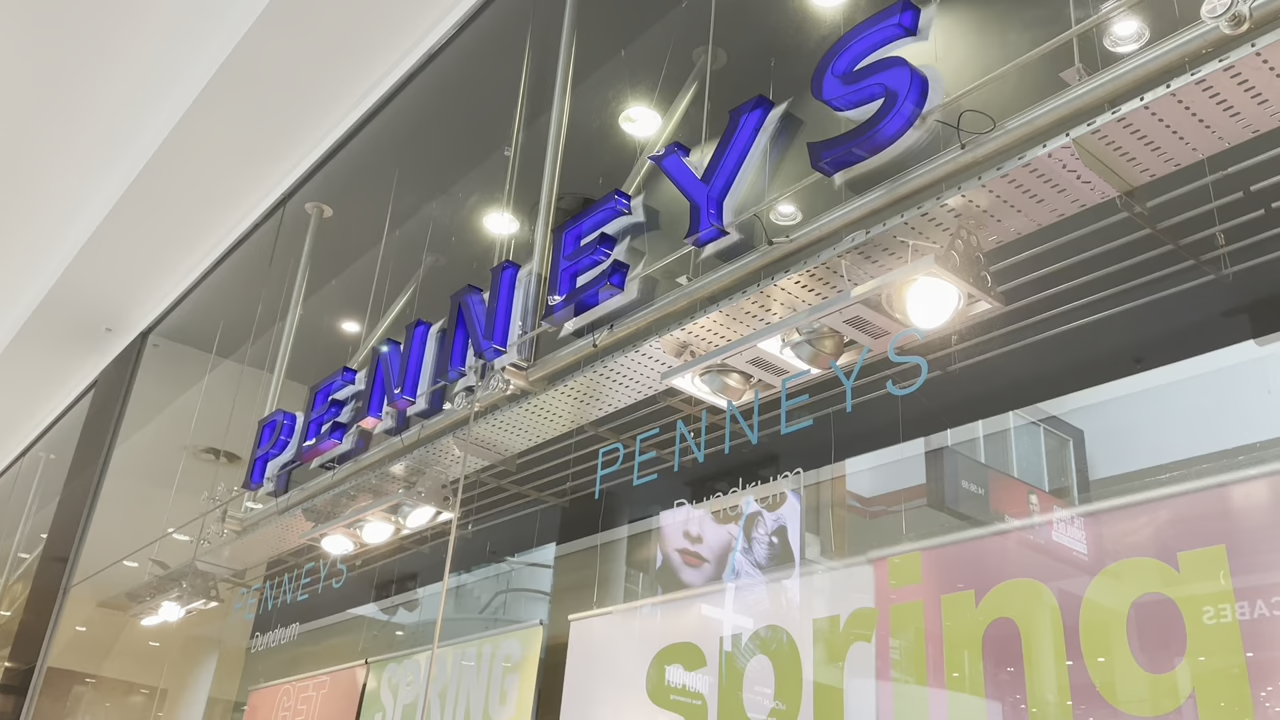 PENNEYS
PENNEYS
Dundrum
PENNEYS
Dundrum
GET
SPRING
spring